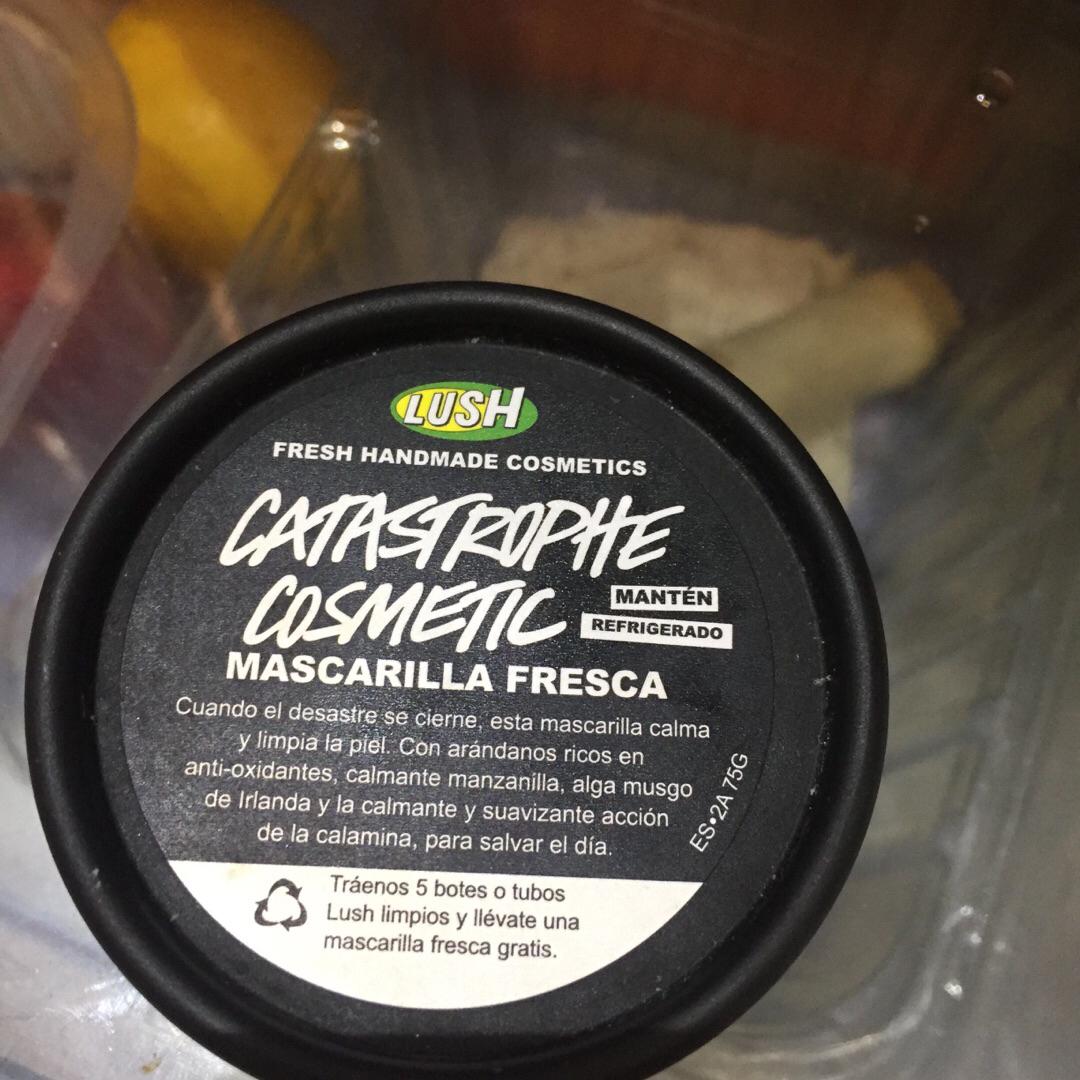 LUSH
FRESH HANDMADE COSMETICS
CATASTROPHE
COSMETIC
MANTÉN
REFRIGERADO
MASCARILLA FRESCA
Cuando el desastre se cierne, esta mascarilla calma
y limpia la piel. Con arándanos ricos en
anti-oxidantes, calmante manzanilla, alga musgo
de Irlanda y la calmante y suavizante acción
de la calamina, para salvar el día.
ES•2A 75G
Tráenos 5 botes o tubos
Lush limpios y llévate una
mascarilla fresca gratis.